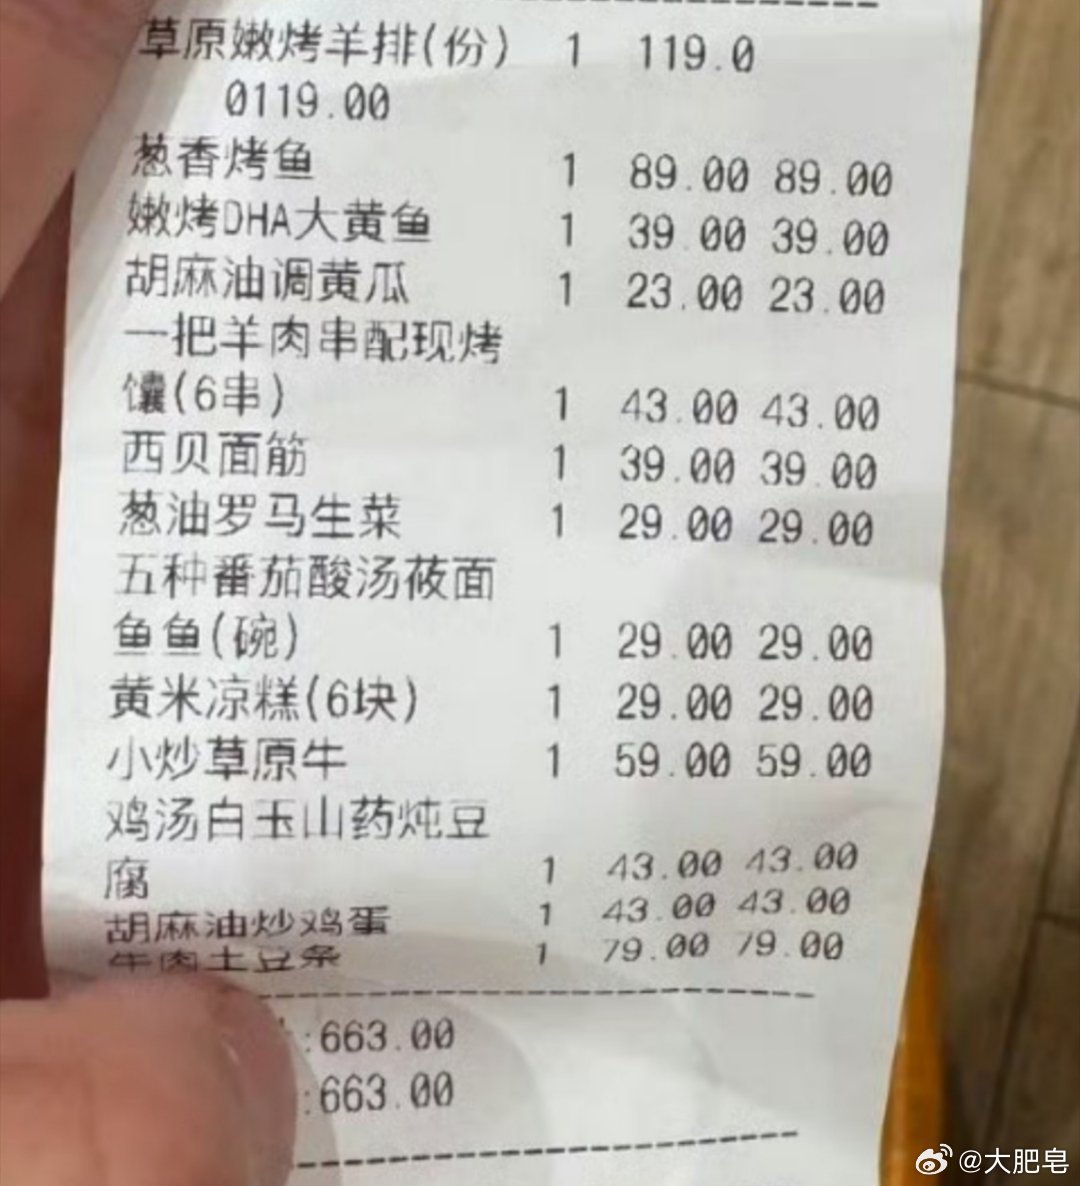 草原嫩烤羊排(份) 1 119.0
0119.00
葱香烤鱼 1 89.00 89.00
嫩烤DHA大黄鱼 1 39.00 39.00
胡麻油调黄瓜 1 23.00 23.00
一把羊肉串配现烤
馕(6串) 1 43.00 43.00
西贝面筋 1 39.00 39.00
葱油罗马生菜 1 29.00 29.00
五种番茄酸汤莜面
鱼鱼(碗) 1 29.00 29.00
黄米凉糕(6块) 1 29.00 29.00
小炒草原牛 1 59.00 59.00
鸡汤白玉山药炖豆
腐 1 43.00 43.00
胡麻油炒鸡蛋 1 43.00 43.00
牛肉土豆条 1 79.00 79.00
:663.00
:663.00
@大肥皂